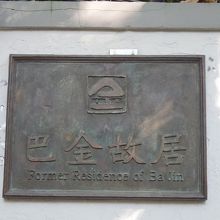 巴金故居
Former Residence of Ba Jin